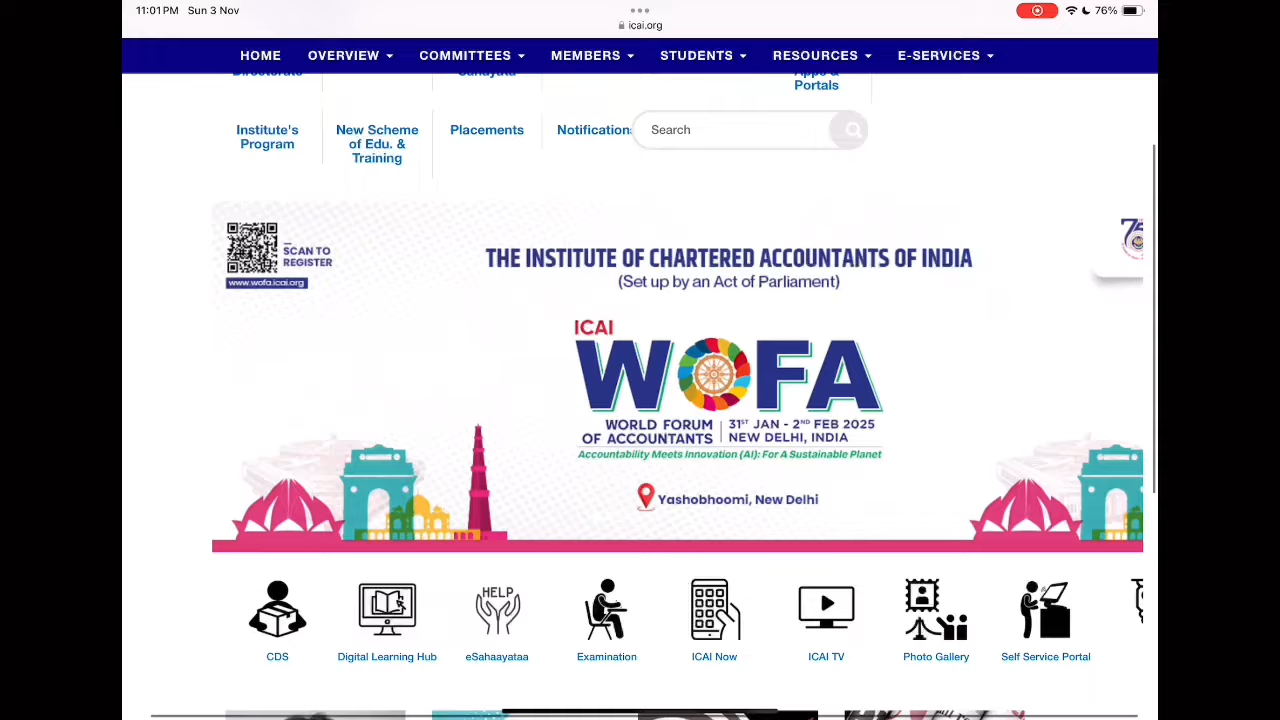 11:01 PM Sun 3 Nov
76%
icai.org
HOME OVERVIEW COMMITTEES MEMBERS STUDENTS RESOURCES E-SERVICES
Directorate Sahayata Apps &
Portals
Institute's
Program
New Scheme
of Edu. &
Training
Placements
Notification
Search
SCAN TO
REGISTER
www.wofa.icai.org
THE INSTITUTE OF CHARTERED ACCOUNTANTS OF INDIA
(Set up by an Act of Parliament)
75
ICAI
WOFA
WORLD FORUM
OF ACCOUNTANTS
31ST JAN - 2ND FEB 2025
NEW DELHI, INDIA
Accountability Meets Innovation (AI): For A Sustainable Planet
Yashobhoomi, New Delhi
HELP
CDS Digital Learning Hub eSahaayataa Examination ICAI Now ICAI TV Photo Gallery Self Service Portal